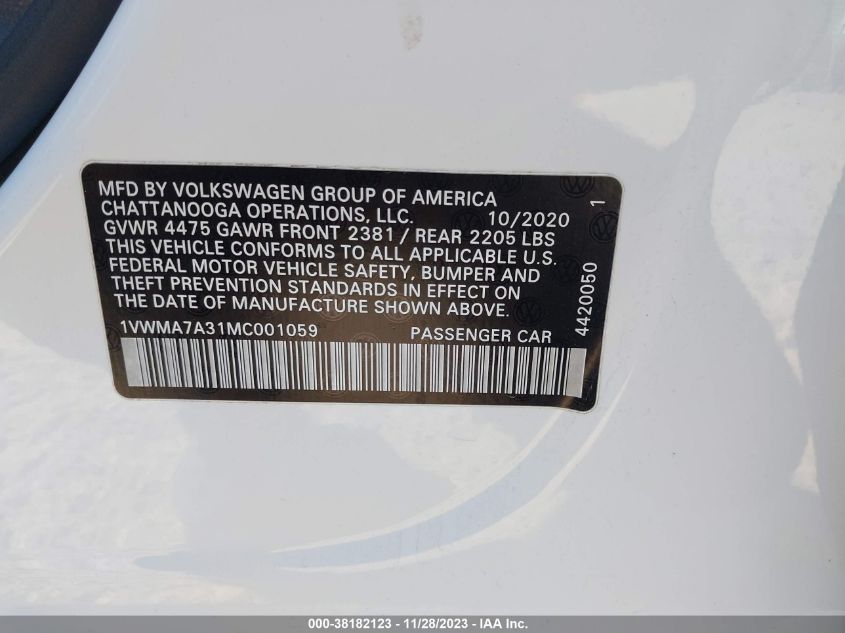 MFD BY VOLKSWAGEN GROUP OF AMERICA
CHATTANOOGA OPERATIONS, LLC. 10/2020 1
GVWR 4475 GAWR FRONT 2381 / REAR 2205 LBS
THIS VEHICLE CONFORMS TO ALL APPLICABLE U.S.
FEDERAL MOTOR VEHICLE SAFETY, BUMPER AND
THEFT PREVENTION STANDARDS IN EFFECT ON
THE DATE OF MANUFACTURE SHOWN ABOVE.
1VWMA7A31MC001059 PASSENGER CAR
4420050
000-38182123 - 11/28/2023 - IAA Inc.